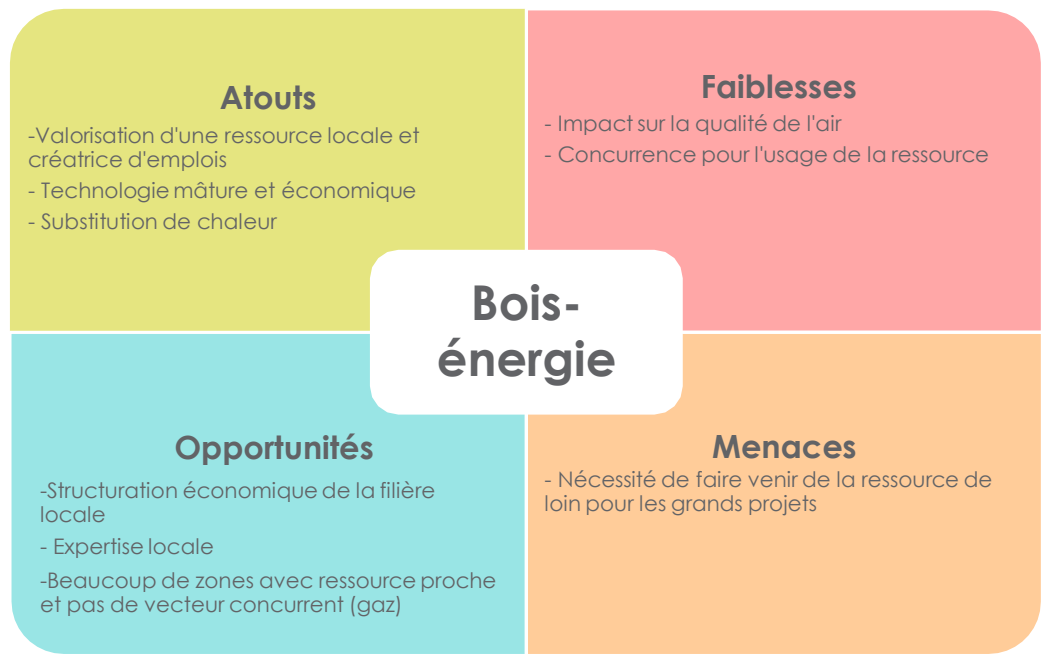 Atouts
-Valorisation d'une ressource locale et
créatrice d'emplois
- Technologie mâture et économique
- Substitution de chaleur
Faiblesses
- Impact sur la qualité de l'air
- Concurrence pour l'usage de la ressource
Bois-
énergie
Opportunités
-Structuration économique de la filière
locale
- Expertise locale
-Beaucoup de zones avec ressource proche
et pas de vecteur concurrent (gaz)
Menaces
- Nécessité de faire venir de la ressource de
loin pour les grands projets